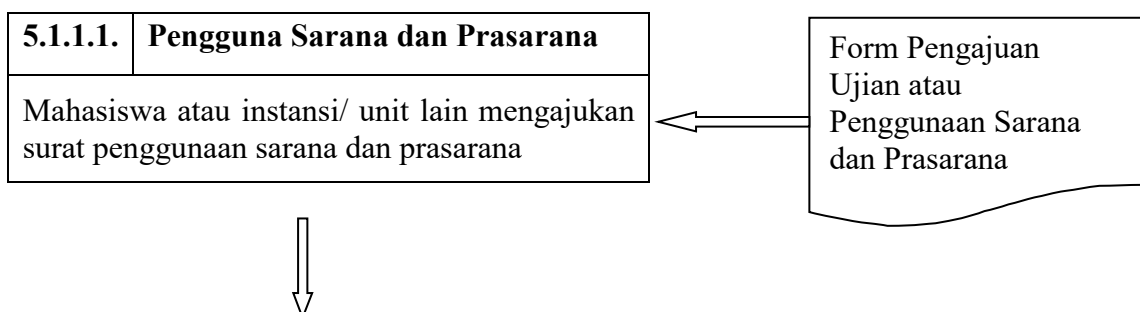 5.1.1.1. Pengguna Sarana dan Prasarana
Mahasiswa atau instansi/ unit lain mengajukan
surat penggunaan sarana dan prasarana
Form Pengajuan
Ujian atau
Penggunaan Sarana
dan Prasarana